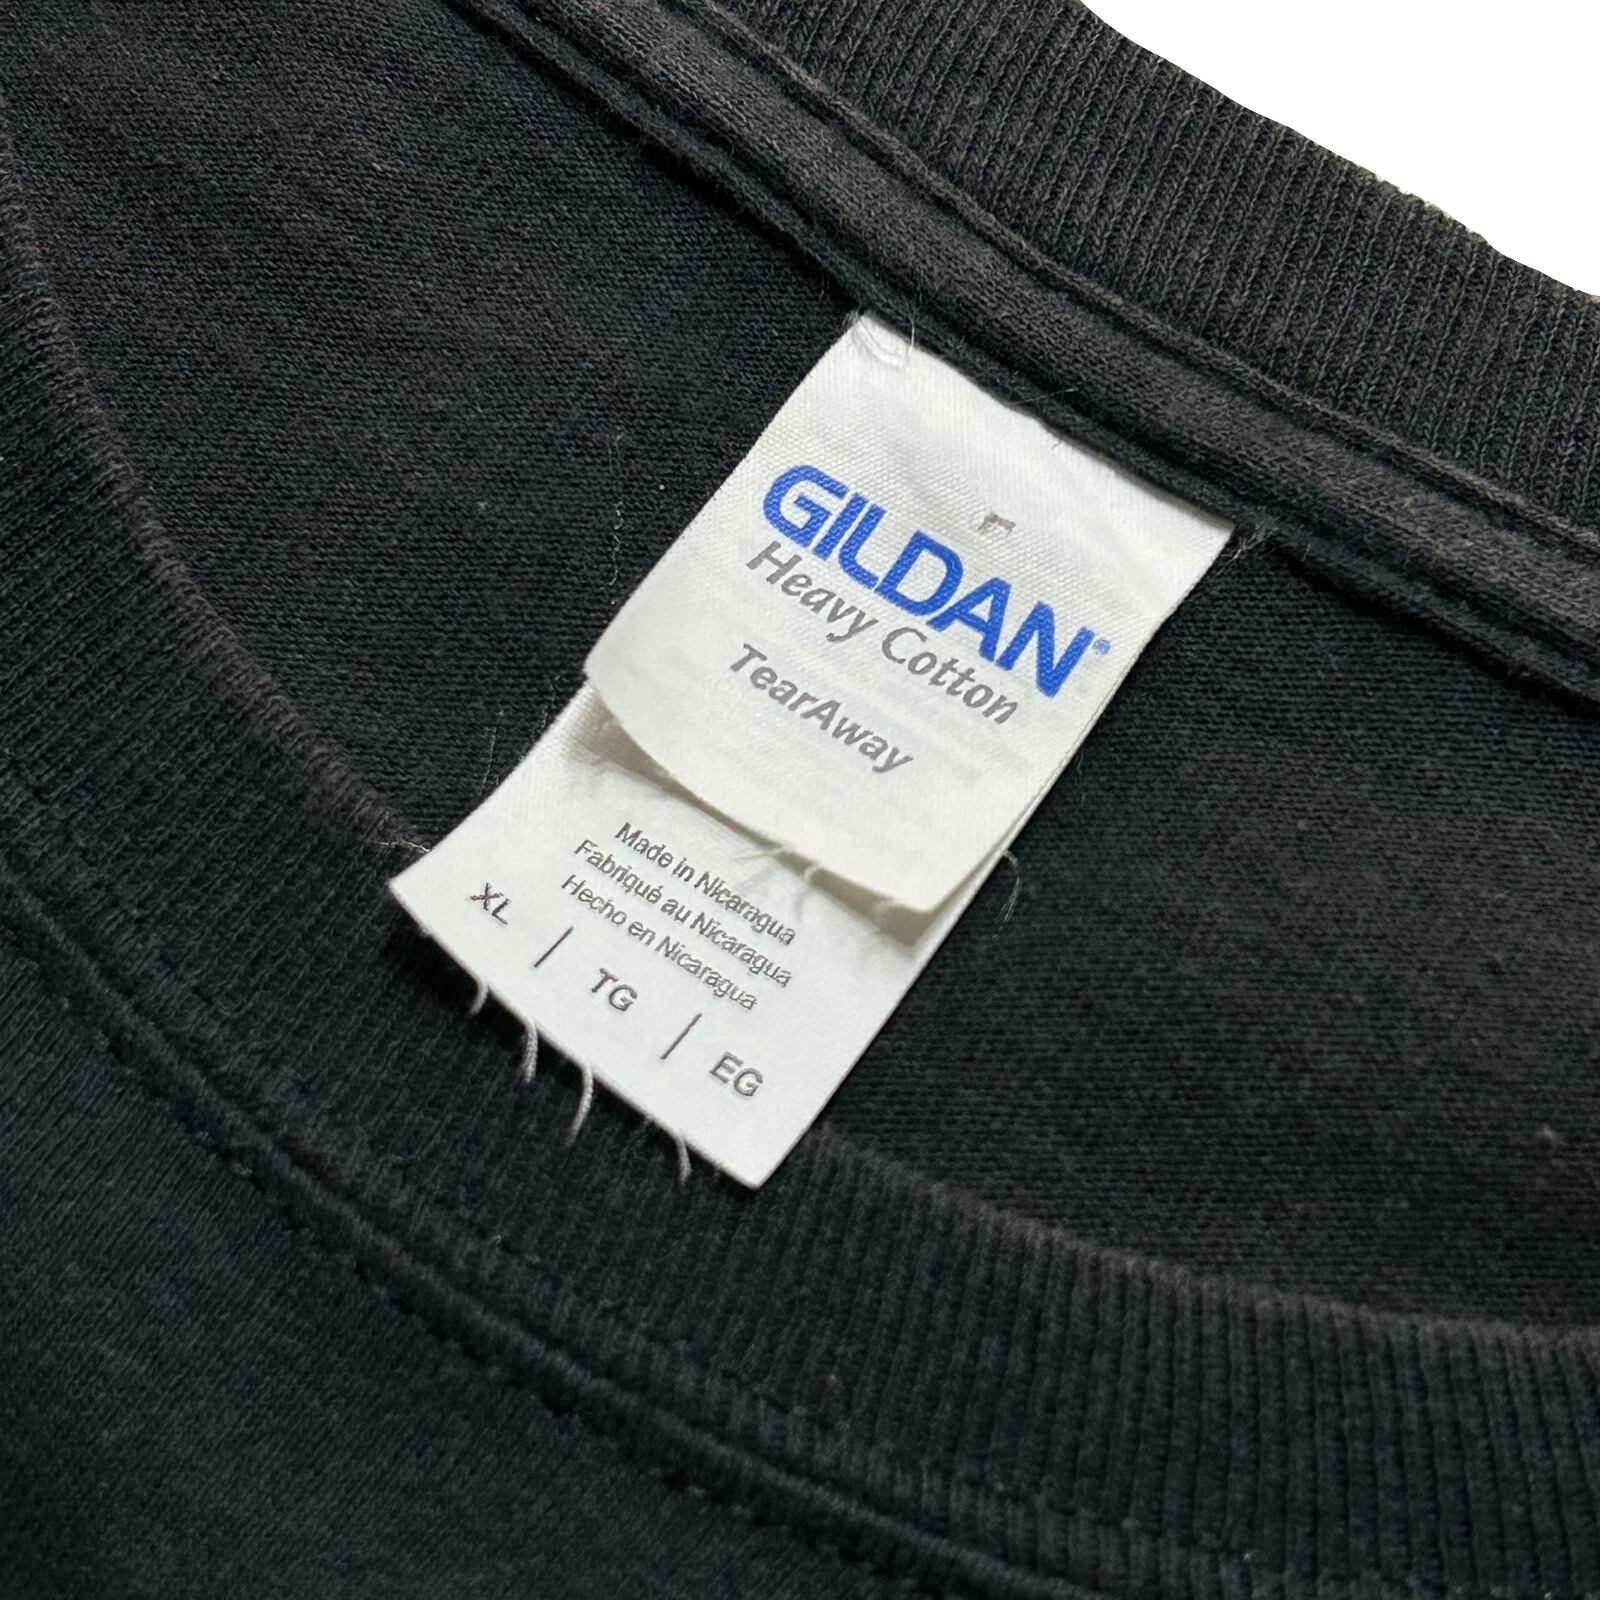 GILDAN®
Heavy Cotton
TearAway
Made in Nicaragua
Fabriqué au Nicaragua
Hecho en Nicaragua
XL | TG | EG